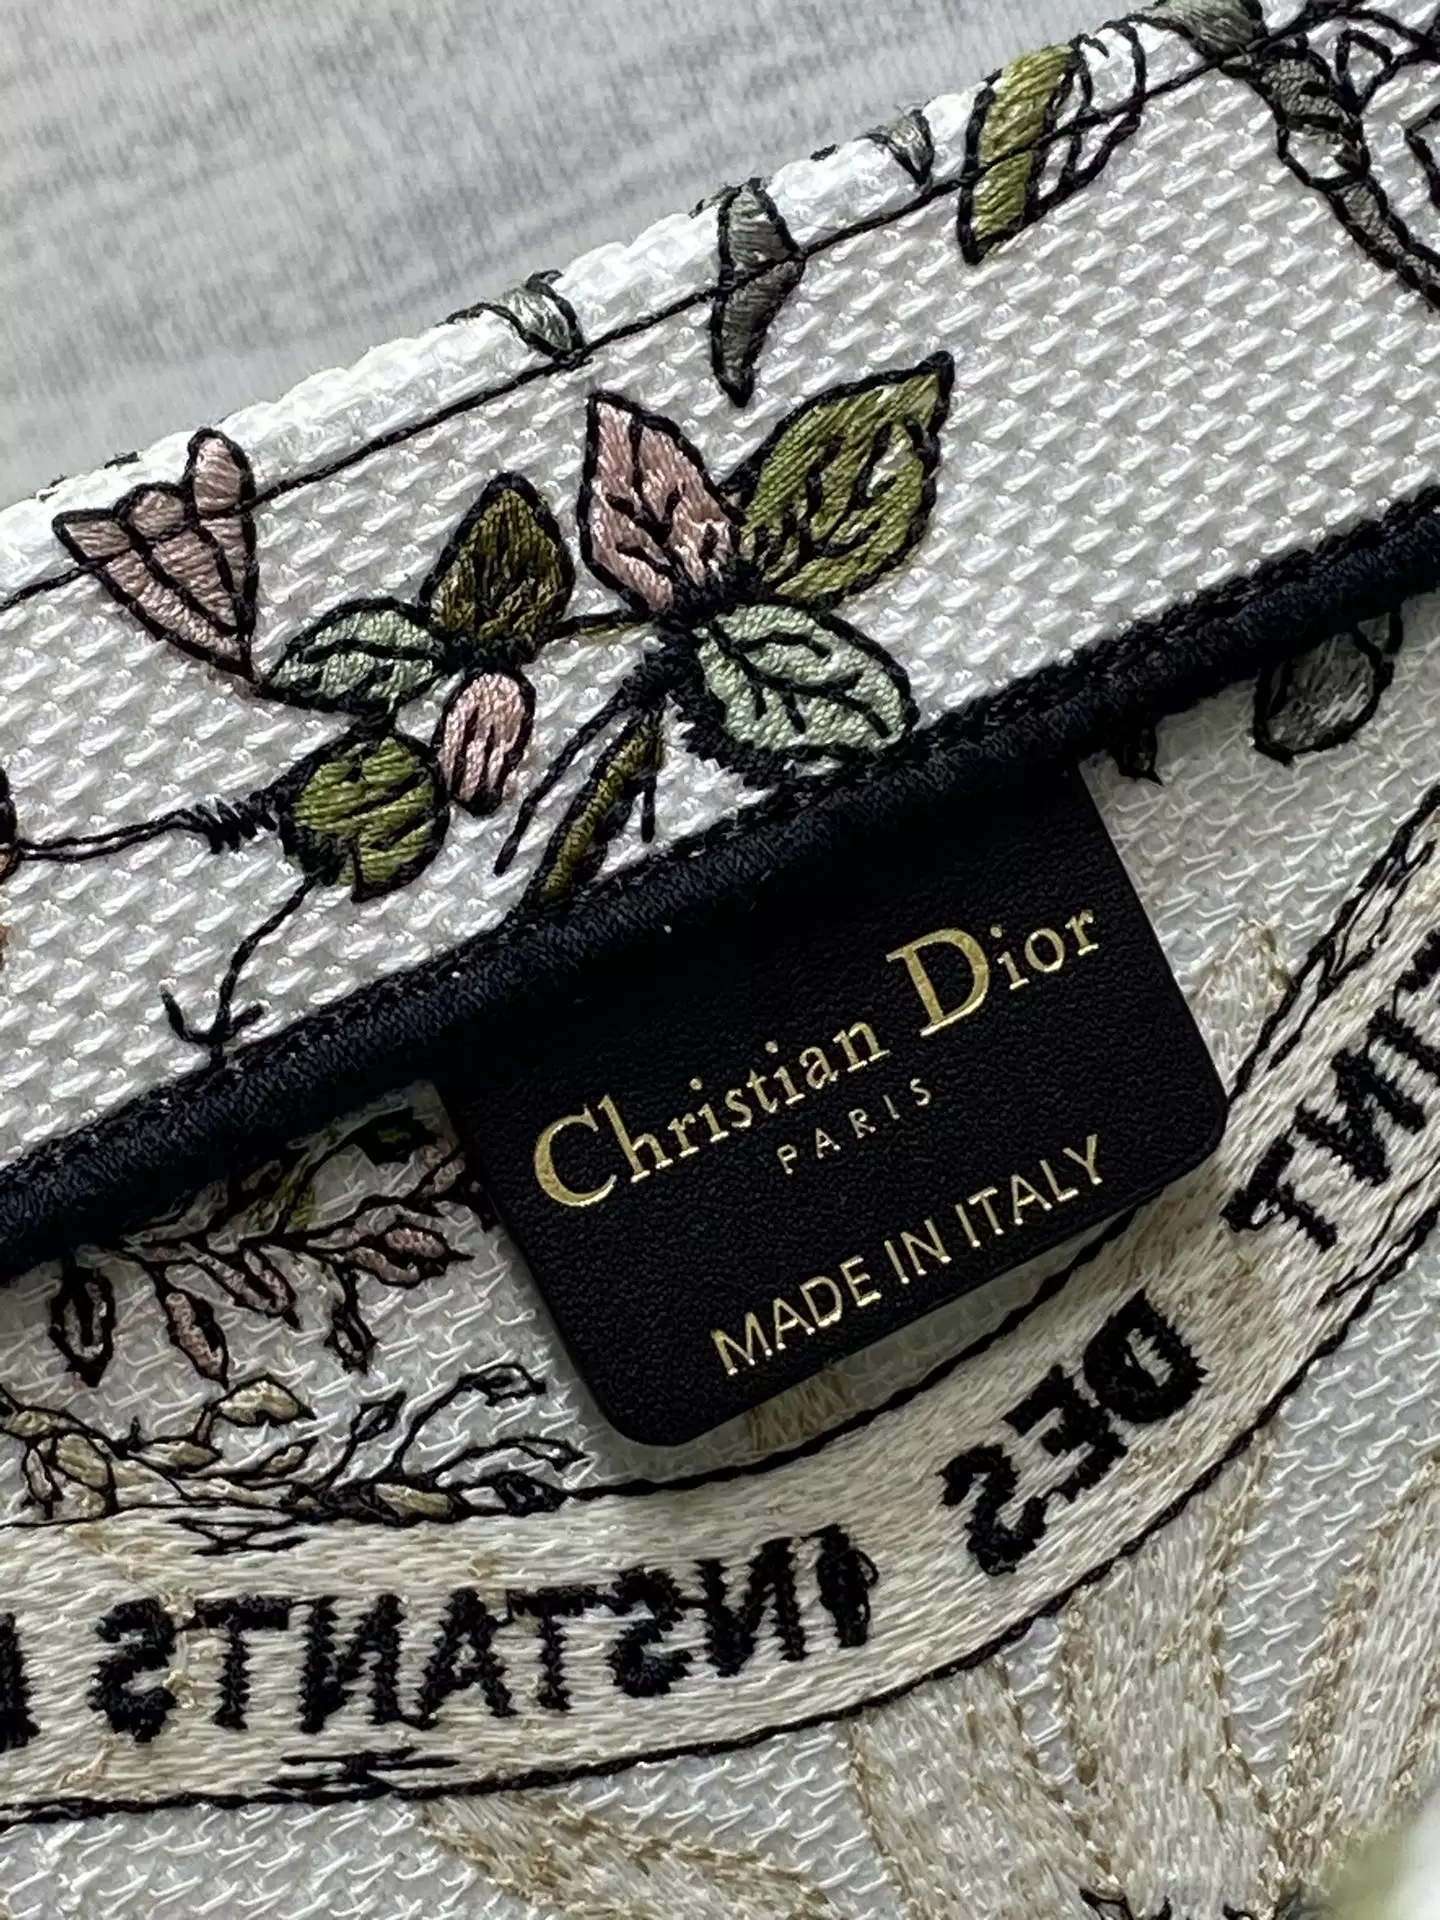 Christian Dior
PARIS
MADE IN ITALY
DES
INSTANTS